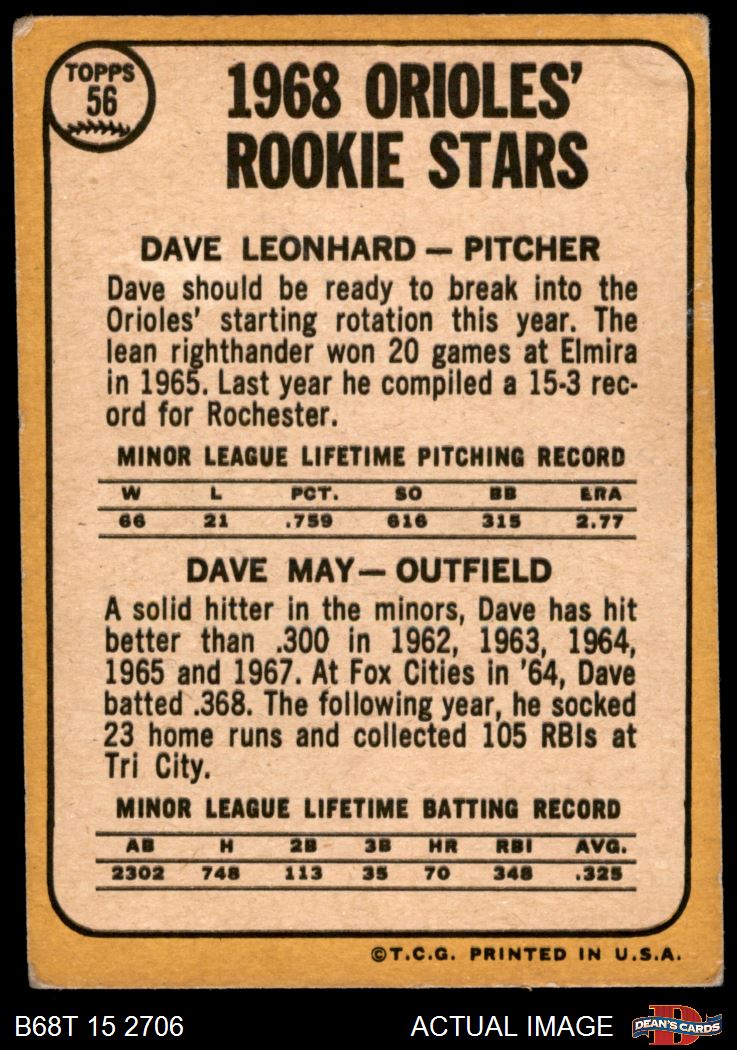 TOPPS
56
1968 ORIOLES'
ROOKIE STARS
DAVE LEONHARD — PITCHER
Dave should be ready to break into the
Orioles' starting rotation this year. The
lean righthander won 20 games at Elmira
in 1965. Last year he compiled a 15-3 rec-
ord for Rochester.
MINOR LEAGUE LIFETIME PITCHING RECORD
W L PCT. SO BB ERA
66 21 .759 616 315 2.77
DAVE MAY — OUTFIELD
A solid hitter in the minors, Dave has hit
better than .300 in 1962, 1963, 1964,
1965 and 1967. At Fox Cities in '64, Dave
batted .368. The following year, he socked
23 home runs and collected 105 RBIs at
Tri City.
MINOR LEAGUE LIFETIME BATTING RECORD
AB H 2B 3B HR RBI AVG.
2302 748 113 35 70 348 .325
©T.C.G. PRINTED IN U.S.A.
B68T 15 2706 ACTUAL IMAGE D DEAN'S CARDS